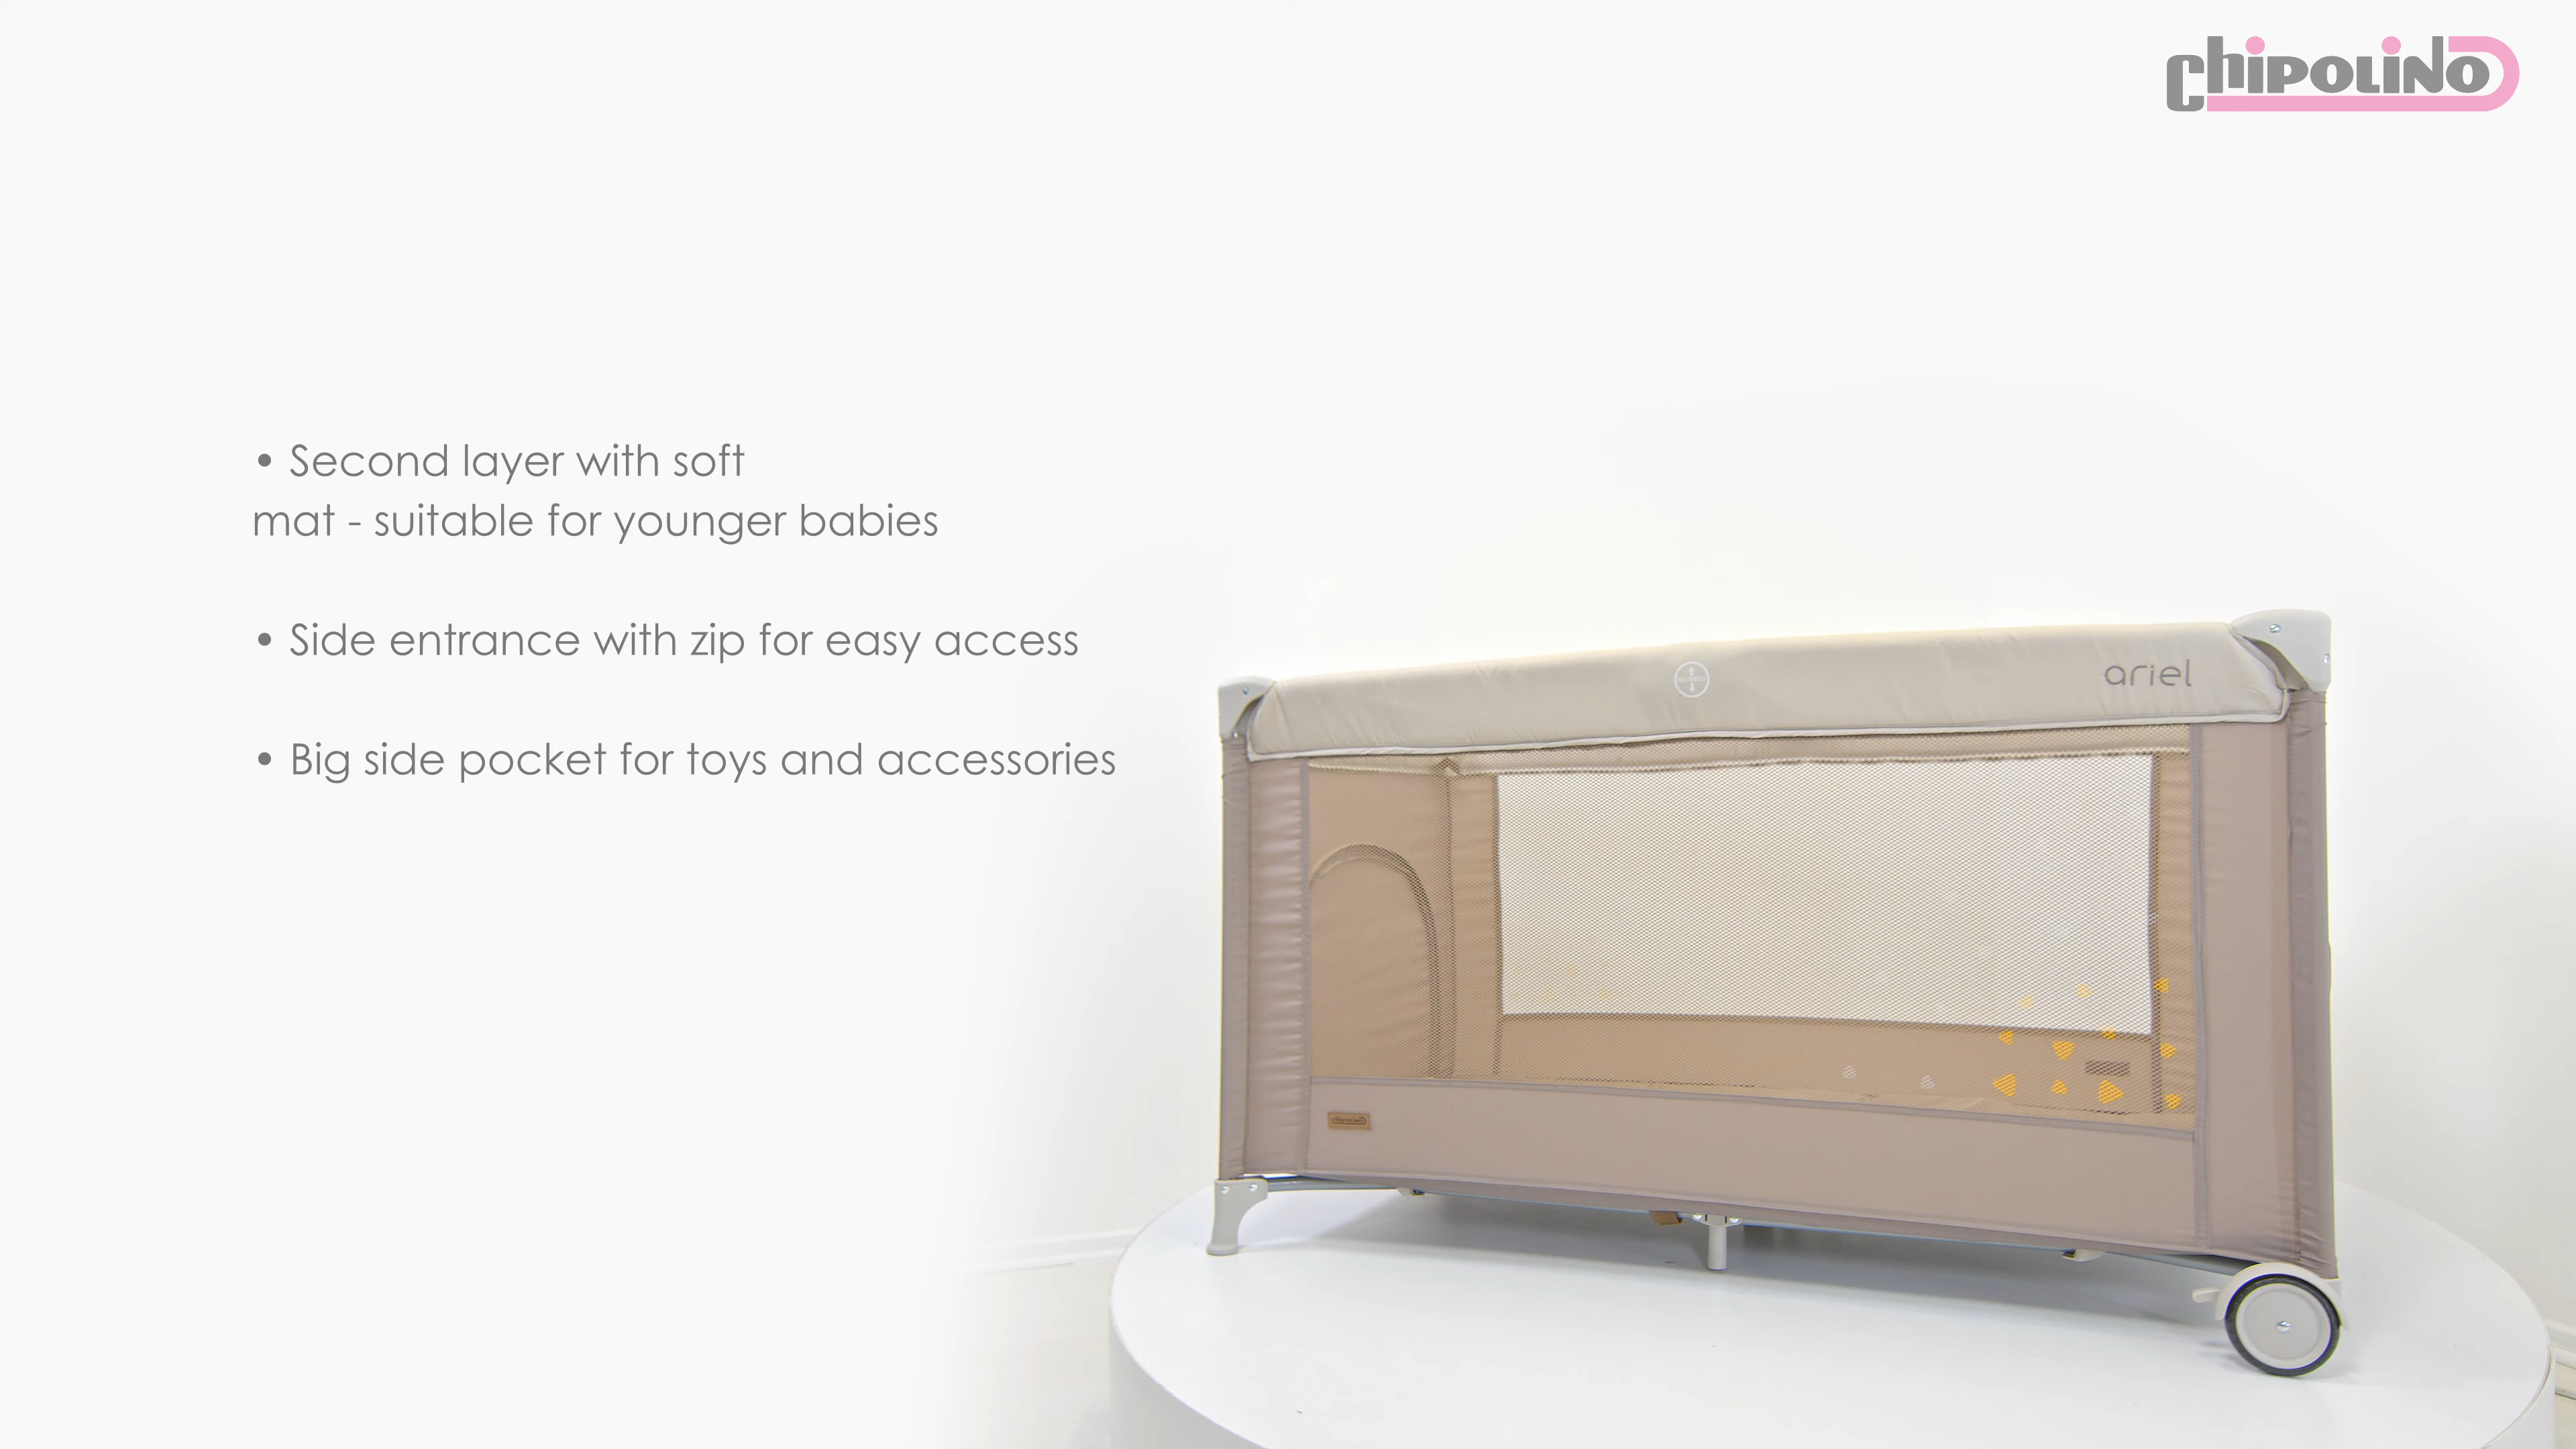 chipolino
• Second layer with soft
mat - suitable for younger babies
• Side entrance with zip for easy access
• Big side pocket for toys and accessories
ariel
chipolino